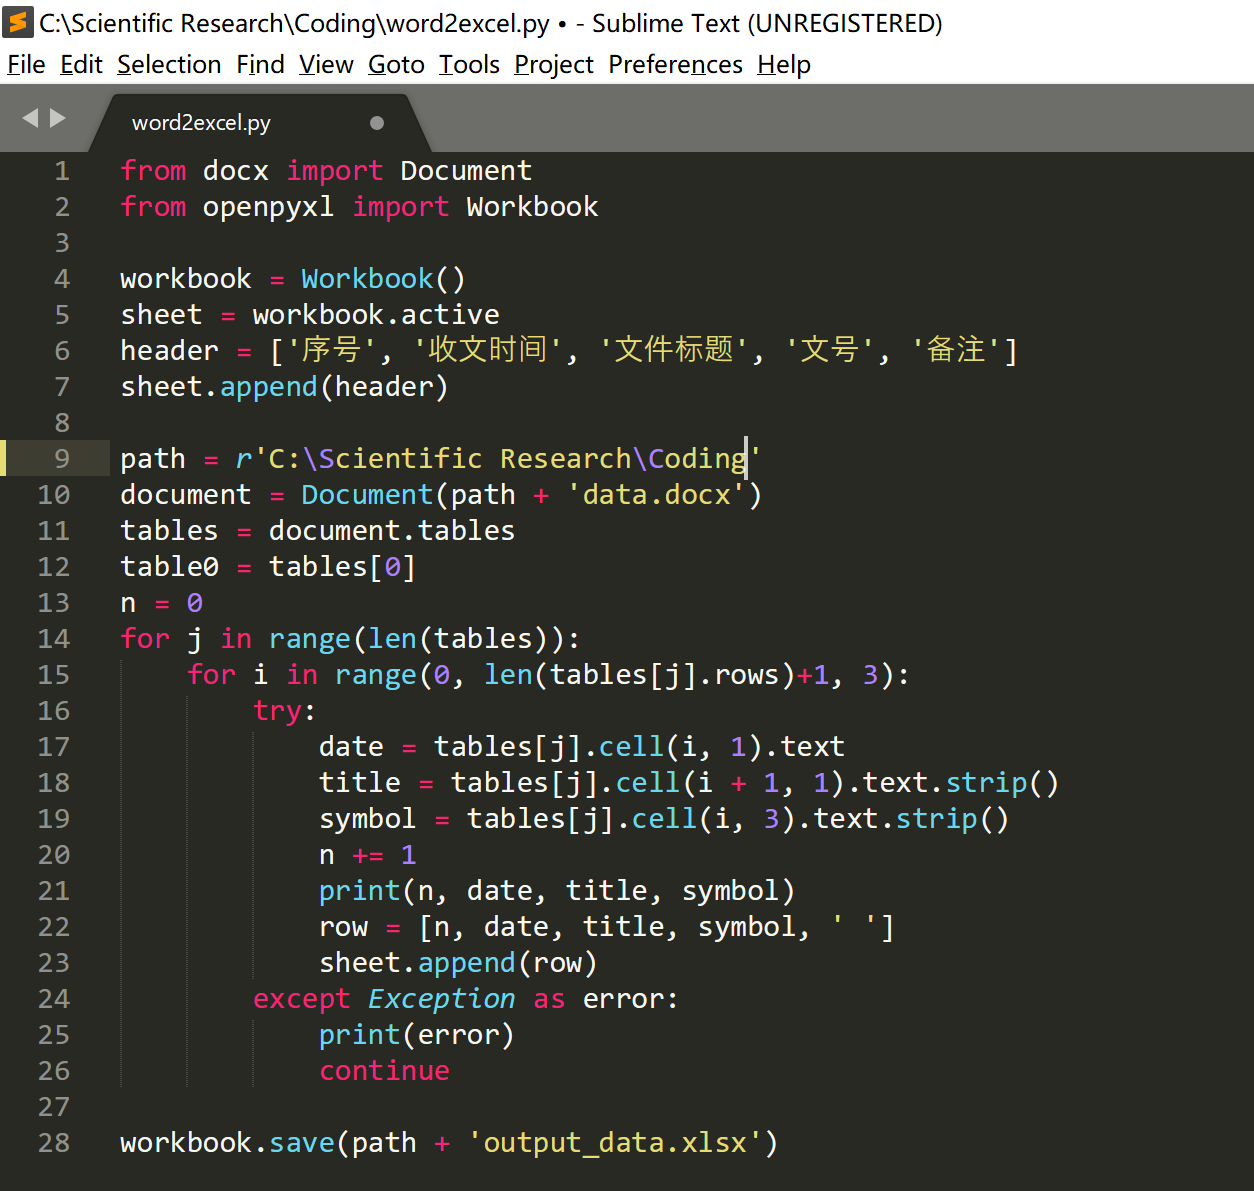 C:\Scientific Research\Coding\word2excel.py • - Sublime Text (UNREGISTERED)
File Edit Selection Find View Goto Tools Project Preferences Help
word2excel.py
1 from docx import Document
2 from openpyxl import Workbook
3
4 workbook = Workbook()
5 sheet = workbook.active
6 header = ['序号', '收文时间', '文件标题', '文号', '备注']
7 sheet.append(header)
8
9 path = r'C:\Scientific Research\Coding'
10 document = Document(path + 'data.docx')
11 tables = document.tables
12 table0 = tables[0]
13 n = 0
14 for j in range(len(tables)):
15     for i in range(0, len(tables[j].rows)+1, 3):
16         try:
17             date = tables[j].cell(i, 1).text
18             title = tables[j].cell(i + 1, 1).text.strip()
19             symbol = tables[j].cell(i, 3).text.strip()
20             n += 1
21             print(n, date, title, symbol)
22             row = [n, date, title, symbol, ' ']
23             sheet.append(row)
24         except Exception as error:
25             print(error)
26             continue
27
28 workbook.save(path + 'output_data.xlsx')